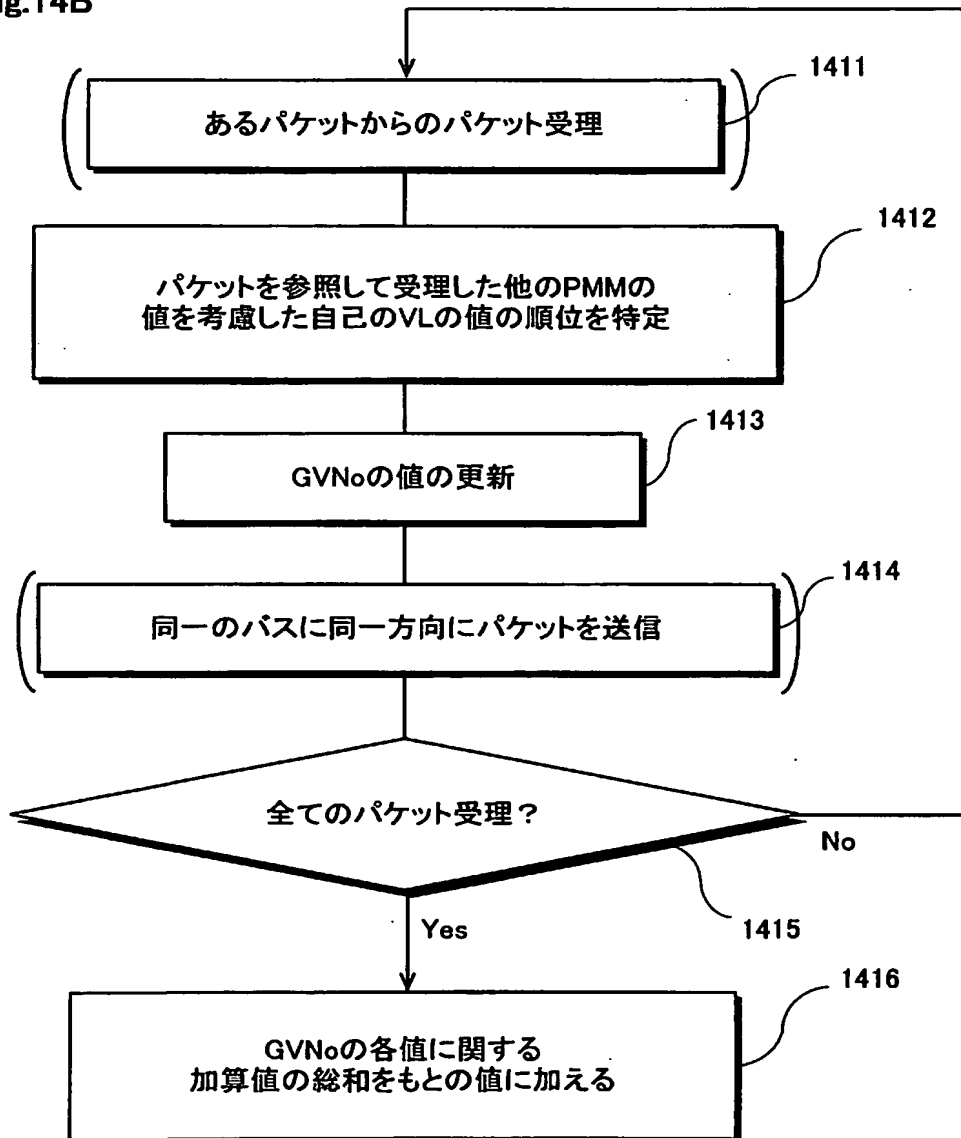 ig.14B
1411
あるパケットからのパケット受理
1412
パケットを参照して受理した他のPMMの
値を考慮した自己のVLの値の順位を特定
1413
GVNoの値の更新
1414
同一のバスに同一方向にパケットを送信
全てのパケット受理?
No
1415
Yes
1416
GVNoの各値に関する
加算値の総和をもとの値に加える